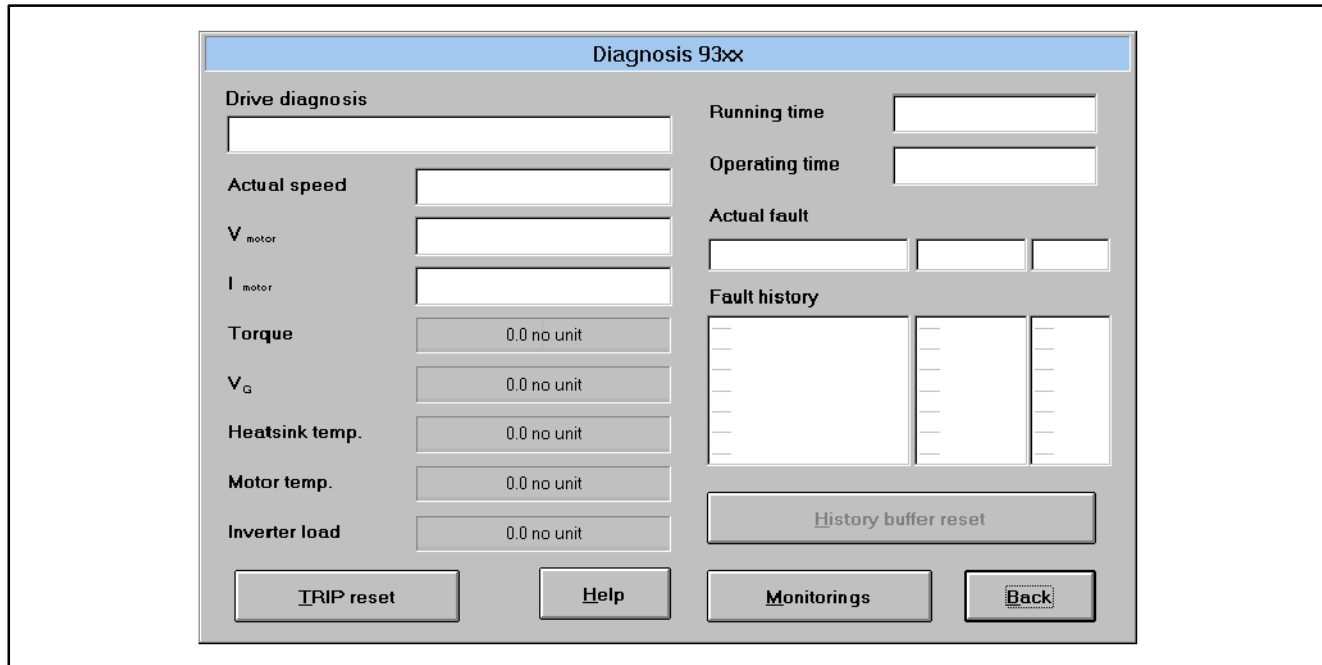 Diagnosis 93xx
Drive diagnosis
Actual speed
V motor
I motor
Torque 0.0 no unit
VG 0.0 no unit
Heatsink temp. 0.0 no unit
Motor temp. 0.0 no unit
Inverter load 0.0 no unit
Running time
Operating time
Actual fault
Fault history
History buffer reset
TRIP reset
Help
Monitorings
Back